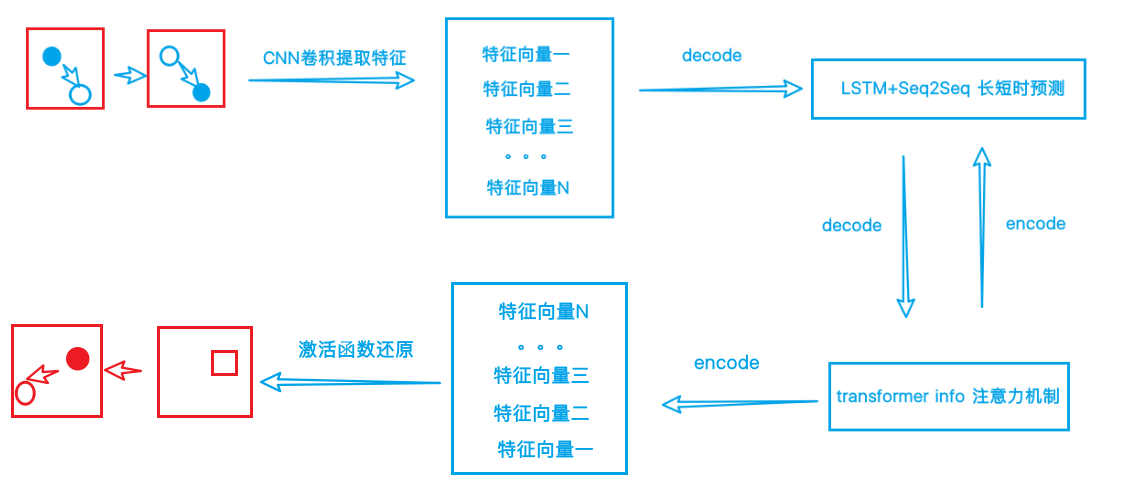 CNN卷积提取特征
特征向量一
特征向量二
特征向量三
。。。
特征向量N
decode
LSTM+Seq2Seq 长短时预测
decode
encode
transformer info 注意力机制
encode
特征向量N
。。。
特征向量三
特征向量二
特征向量一
激活函数还原